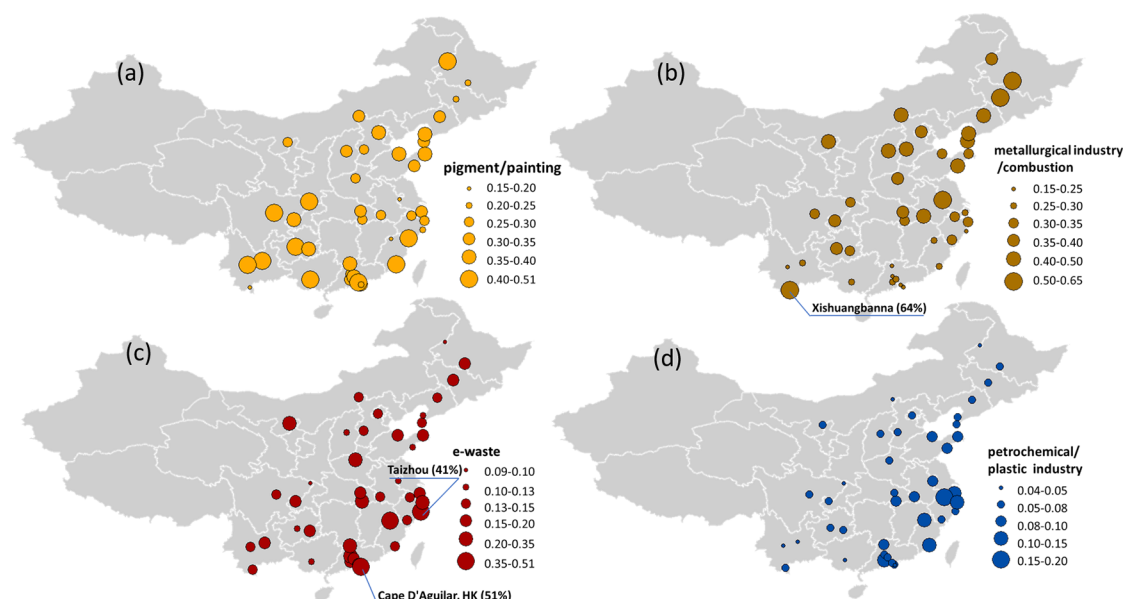 (a)
pigment/painting
0.15-0.20
0.20-0.25
0.25-0.30
0.30-0.35
0.35-0.40
0.40-0.51
(b)
metallurgical industry
/combustion
0.15-0.25
0.25-0.30
0.30-0.35
0.35-0.40
0.40-0.50
0.50-0.65
Xishuangbanna (64%)
(c)
e-waste
Taizhou (41%)
0.09-0.10
0.10-0.13
0.13-0.15
0.15-0.20
0.20-0.35
0.35-0.51
Cape D'Aguilar, HK (51%)
(d)
petrochemical/
plastic industry
0.04-0.05
0.05-0.08
0.08-0.10
0.10-0.15
0.15-0.20